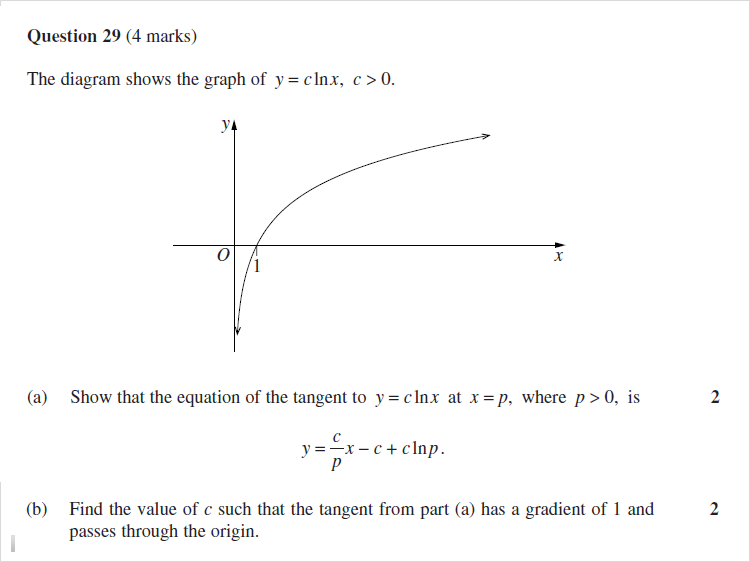 Question 29 (4 marks)
The diagram shows the graph of y = c ln x, c > 0.
y
O
1
x
(a) Show that the equation of the tangent to y = c ln x at x = p, where p > 0, is 2
y = c/p x − c + c ln p.
(b) Find the value of c such that the tangent from part (a) has a gradient of 1 and 2
passes through the origin.